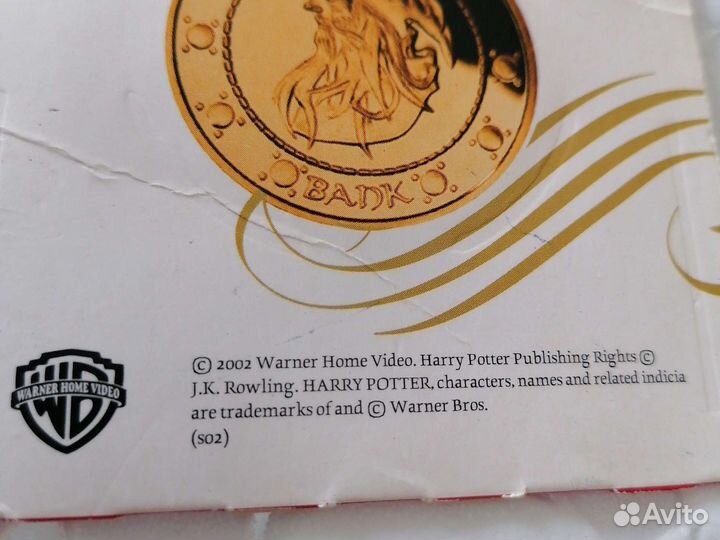 BANK
© 2002 Warner Home Video. Harry Potter Publishing Rights ©
J.K. Rowling. HARRY POTTER, characters, names and related indicia
are trademarks of and © Warner Bros.
(s02)
WARNER HOME VIDEO
Avito